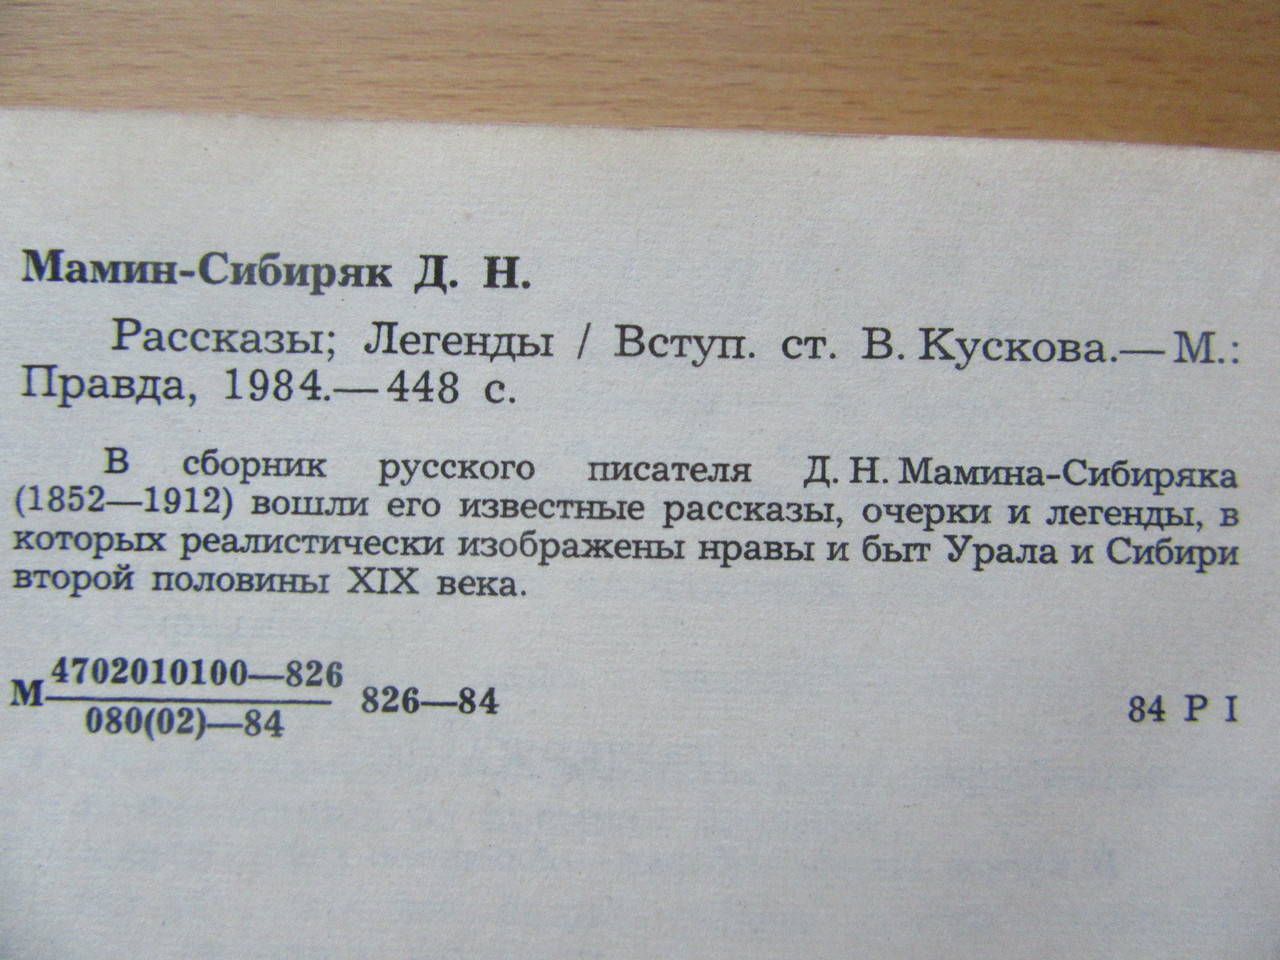 Мамин-Сибиряк Д. Н.
Рассказы; Легенды / Вступ. ст. В. Кускова.—М.:
Правда, 1984.—448 с.
В сборник русского писателя Д. Н. Мамина-Сибиряка
(1852—1912) вошли его известные рассказы, очерки и легенды, в
которых реалистически изображены нравы и быт Урала и Сибири
второй половины XIX века.
4702010100—826
М 826—84 84 Р I
080(02)—84